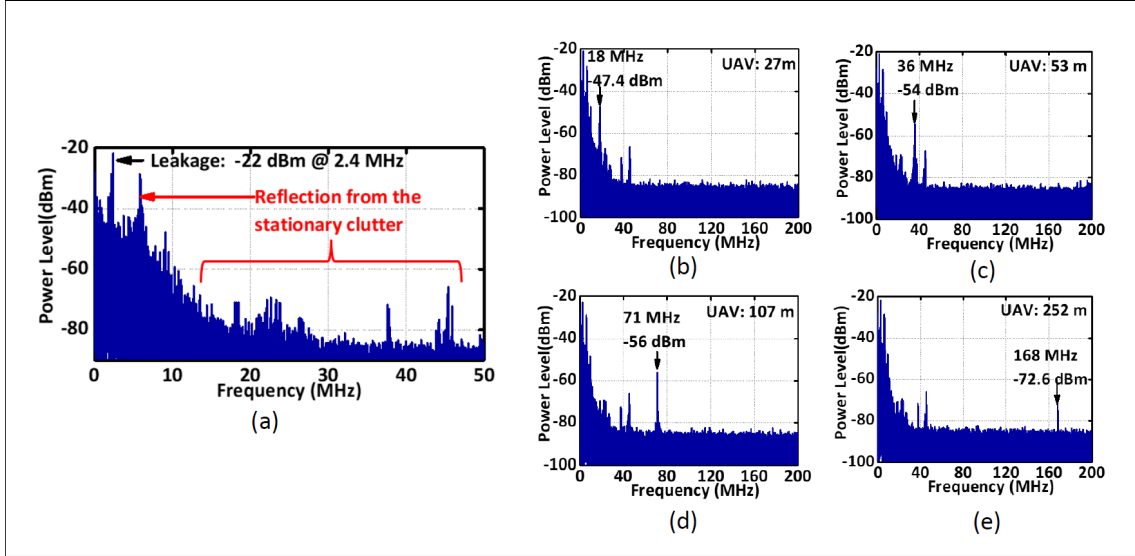 -20
-40
-60
-80
Power Level(dBm)
Leakage: -22 dBm @ 2.4 MHz
Reflection from the
stationary clutter
0 10 20 30 40 50
Frequency (MHz)
(a)
-20
-40
-60
-80
-100
Power Level (dBm)
18 MHz
-47.4 dBm
UAV: 27m
0 40 80 120 160 200
Frequency (MHz)
(b)
-20
-40
-60
-80
-100
Power Level (dBm)
36 MHz
-54 dBm
UAV: 53 m
0 40 80 120 160 200
Frequency (MHz)
(c)
-20
-40
-60
-80
-100
Power Level(dBm)
71 MHz
-56 dBm
UAV: 107 m
0 40 80 120 160 200
Frequency (MHz)
(d)
-20
-40
-60
-80
-100
Power Level(dBm)
UAV: 252 m
168 MHz
-72.6 dBm
0 40 80 120 160 200
Frequency (MHz)
(e)